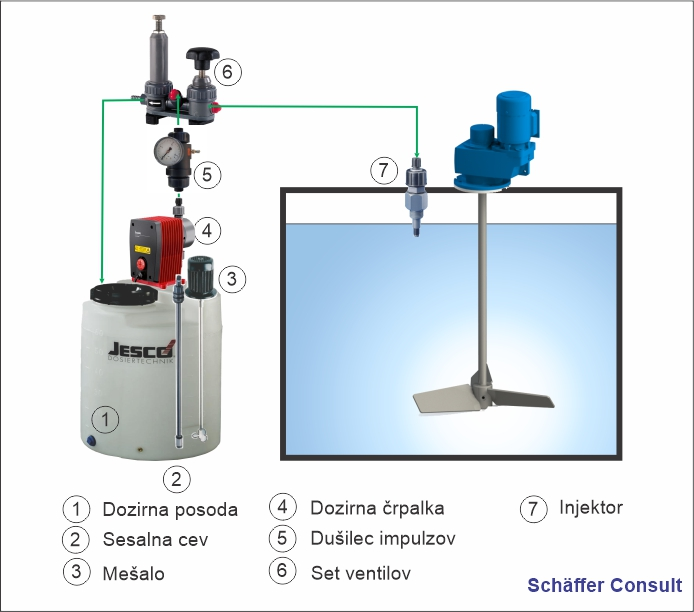 6
5
7
4
3
JESCO
DOSIERTECHNIK
1
2
1 Dozirna posoda
2 Sesalna cev
3 Mešalo
4 Dozirna črpalka
5 Dušilec impulzov
6 Set ventilov
7 Injektor
Schäffer Consult